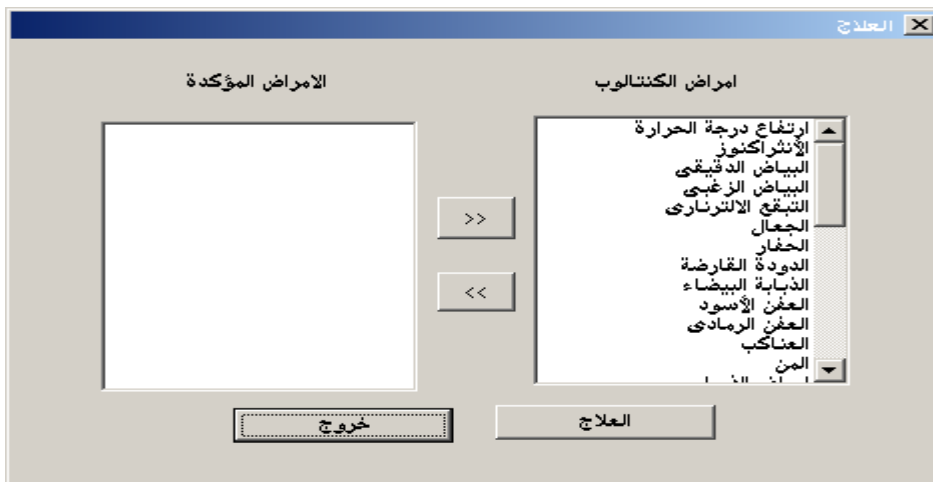 العلاج
امراض الكنتالوب
الامراض المؤكدة
ارتفاع درجة الحرارة
الأنثراكنوز
البياض الدقيقى
البياض الزغبى
التبقع الالترنارى
الجعال
الحفار
الدودة القارضة
الذبابة البيضاء
العفن الأسود
العفن الرمادى
العناكب
المن
>>
<<
العلاج
خروج